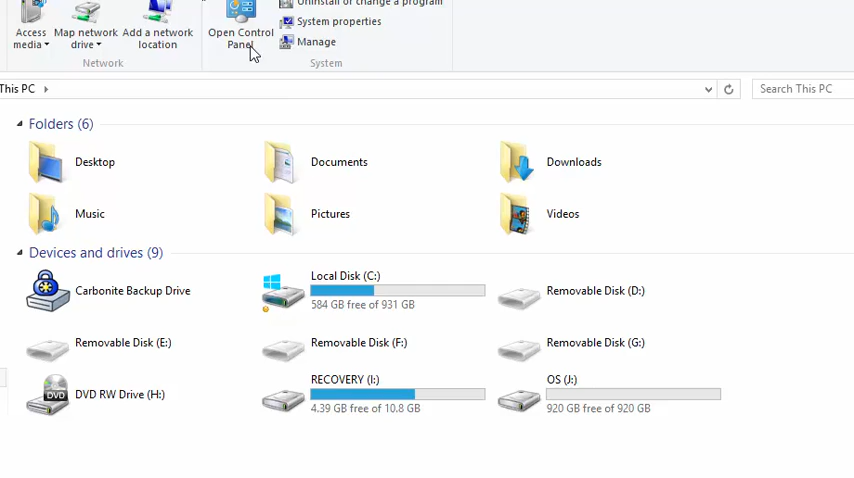 Uninstall or change a program
Access media Map network drive Add a network location Open Control Panel System properties
Manage
Network System
This PC Search This PC
Folders (6)
Desktop Documents Downloads
Music Pictures Videos
Devices and drives (9)
Carbonite Backup Drive Local Disk (C:) 584 GB free of 931 GB Removable Disk (D:)
Removable Disk (E:) Removable Disk (F:) Removable Disk (G:)
DVD RW Drive (H:) RECOVERY (I:) 4.39 GB free of 10.8 GB OS (J:) 920 GB free of 920 GB
DVD